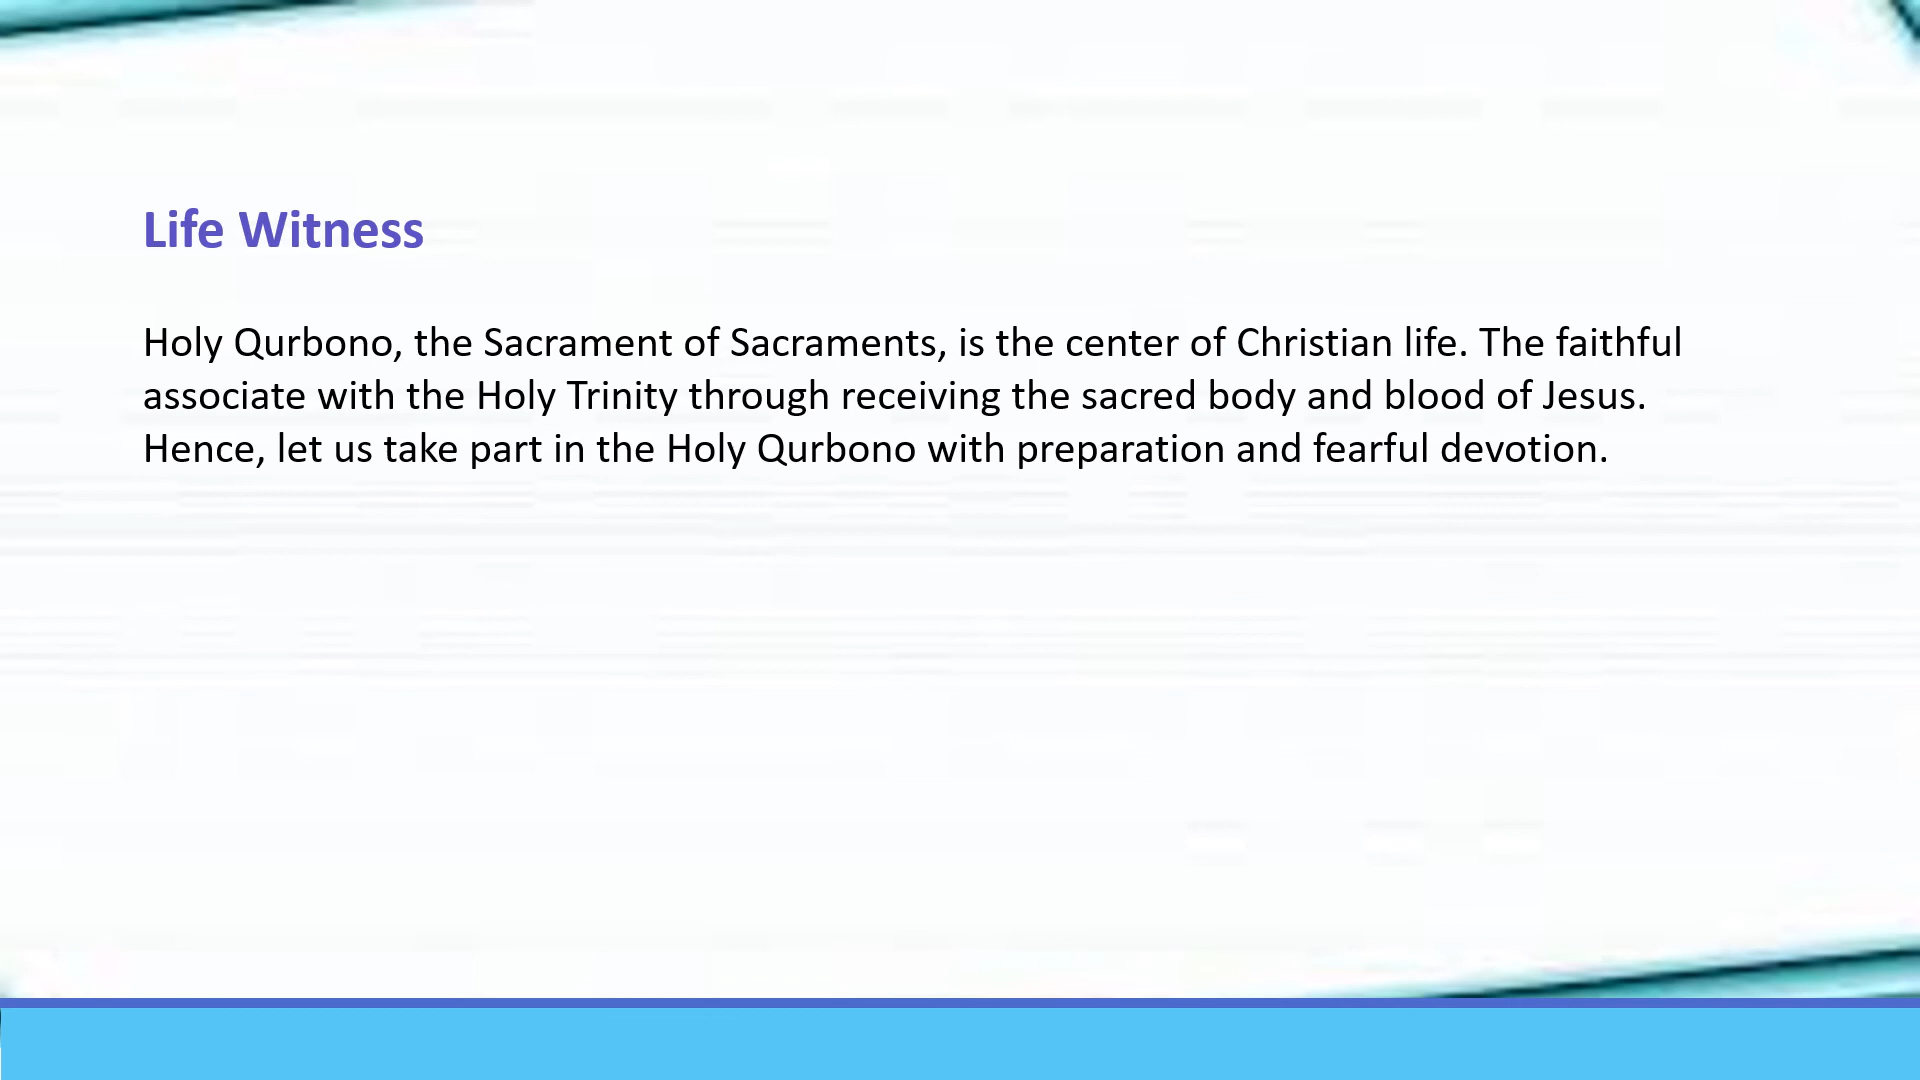 Life Witness
Holy Qurbono, the Sacrament of Sacraments, is the center of Christian life. The faithful
associate with the Holy Trinity through receiving the sacred body and blood of Jesus.
Hence, let us take part in the Holy Qurbono with preparation and fearful devotion.